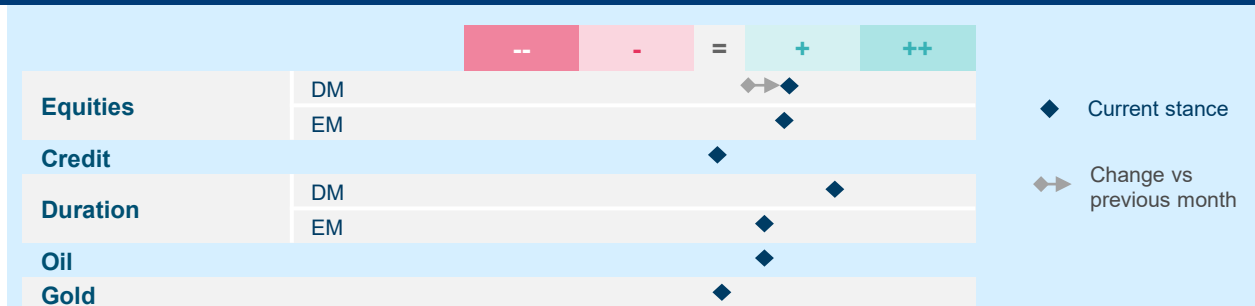 -- - = + ++
Equities
DM
EM
Credit
Duration
DM
EM
Oil
Gold
Current stance
Change vs
previous month